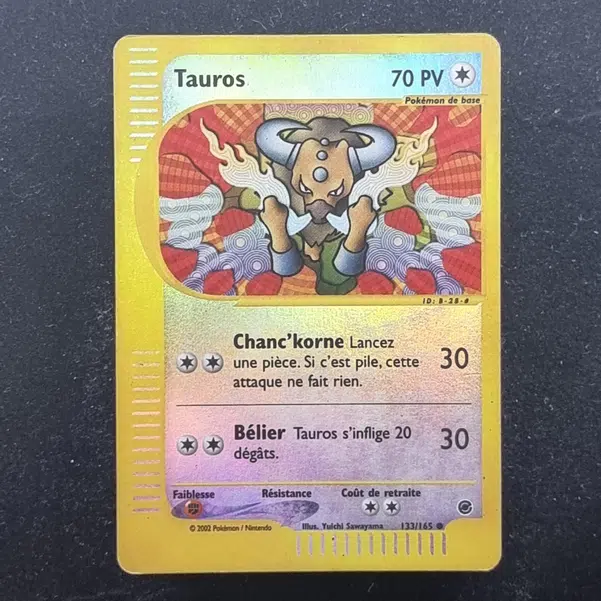 Tauros 70 PV
Pokémon de base
ID: B-28-#
Chanc’korne Lancez
une pièce. Si c’est pile, cette
attaque ne fait rien.
30
Bélier Tauros s’inflige 20
dégâts.
30
Faiblesse Résistance Coût de retraite
© 2002 Pokémon / Nintendo Illus. Yuichi Sawayama 133/165